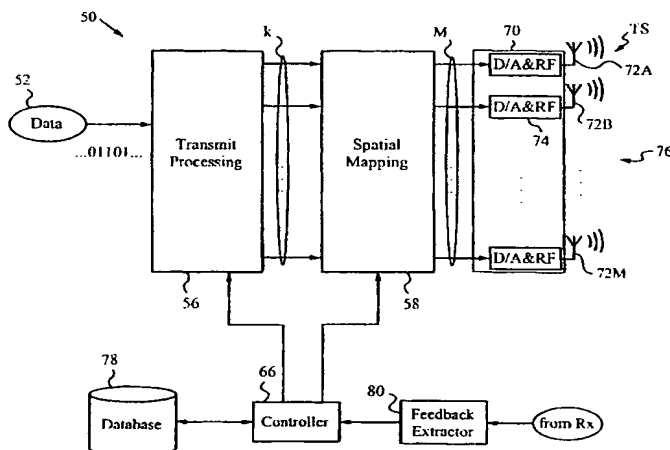 50
k
M
70
TS
52
D/A&RF
72A
Data
D/A&RF
72B
...01101...
Transmit
Processing
Spatial
Mapping
74
76
D/A&RF
72M
56
58
78
66
80
Database
Controller
Feedback
Extractor
from Rx